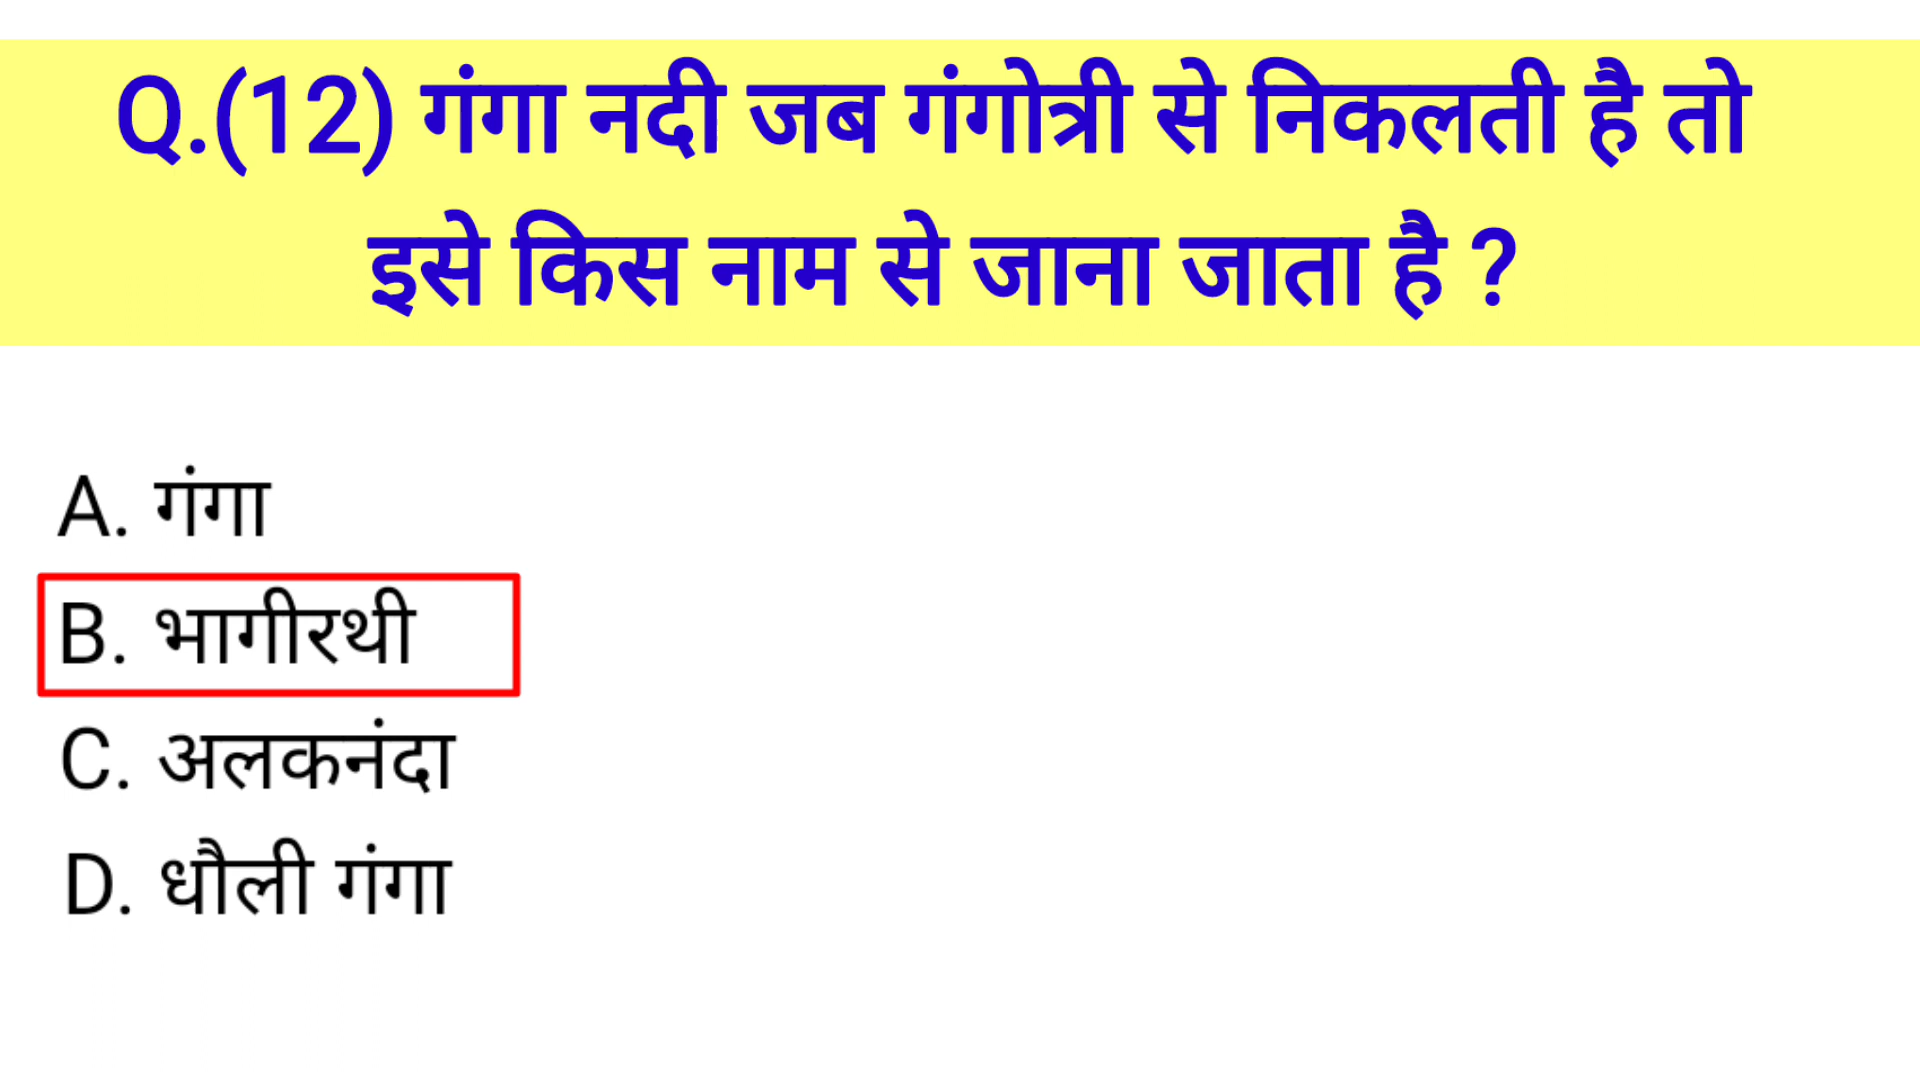 Q.(12) गंगा नदी जब गंगोत्री से निकलती है तो
इसे किस नाम से जाना जाता है ?
A. गंगा
B. भागीरथी
C. अलकनंदा
D. धौली गंगा